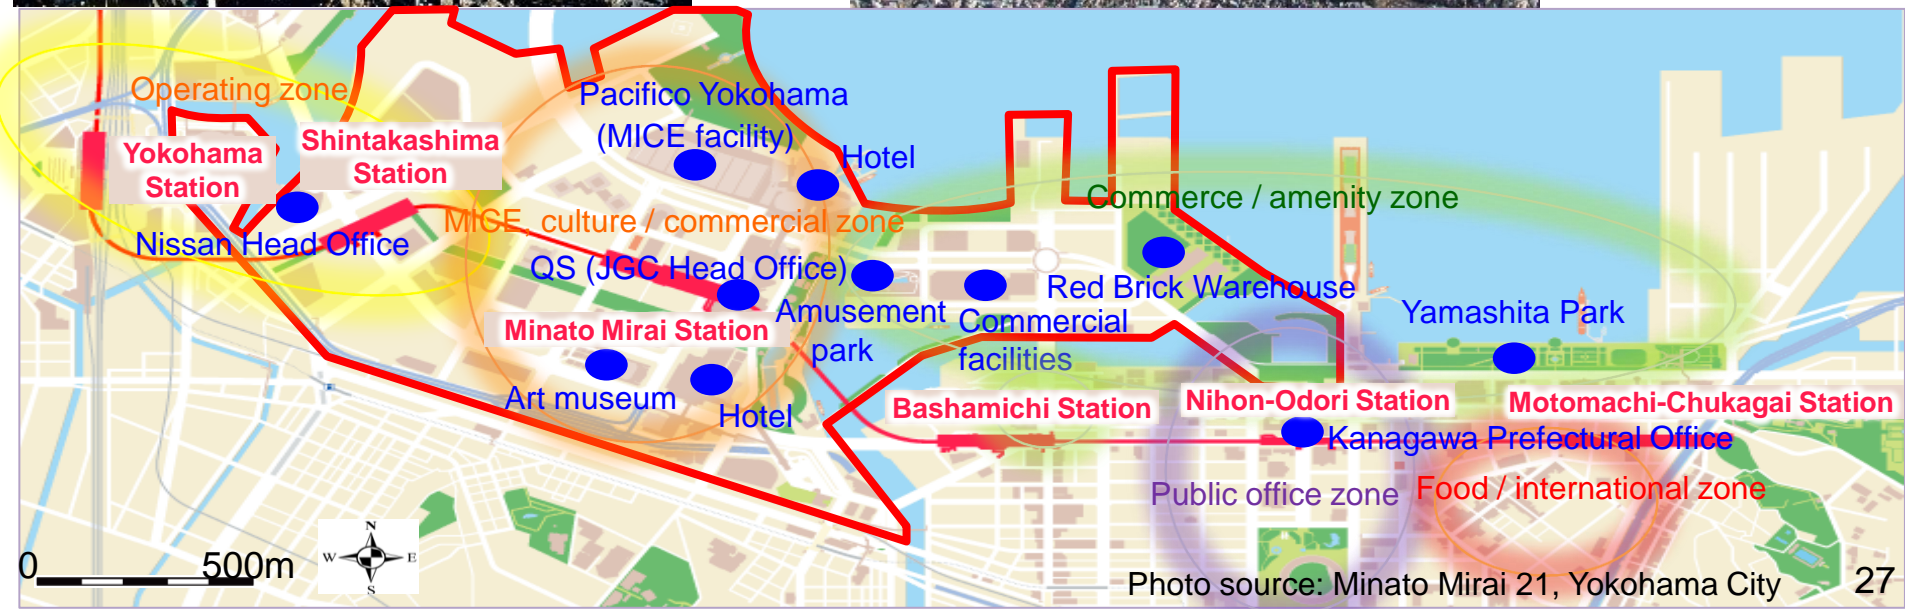 Operating zone
Yokohama
Station
Shintakashima
Station
Nissan Head Office
Pacifico Yokohama
(MICE facility)
Hotel
MICE, culture / commercial zone
QS (JGC Head Office)
Minato Mirai Station
Art museum
Hotel
Amusement
park
Commercial
facilities
Commerce / amenity zone
Red Brick Warehouse
Yamashita Park
Bashamichi Station
Nihon-Odori Station
Motomachi-Chukagai Station
Kanagawa Prefectural Office
Public office zone
Food / international zone
0 500m
N
W E
S
Photo source: Minato Mirai 21, Yokohama City
27